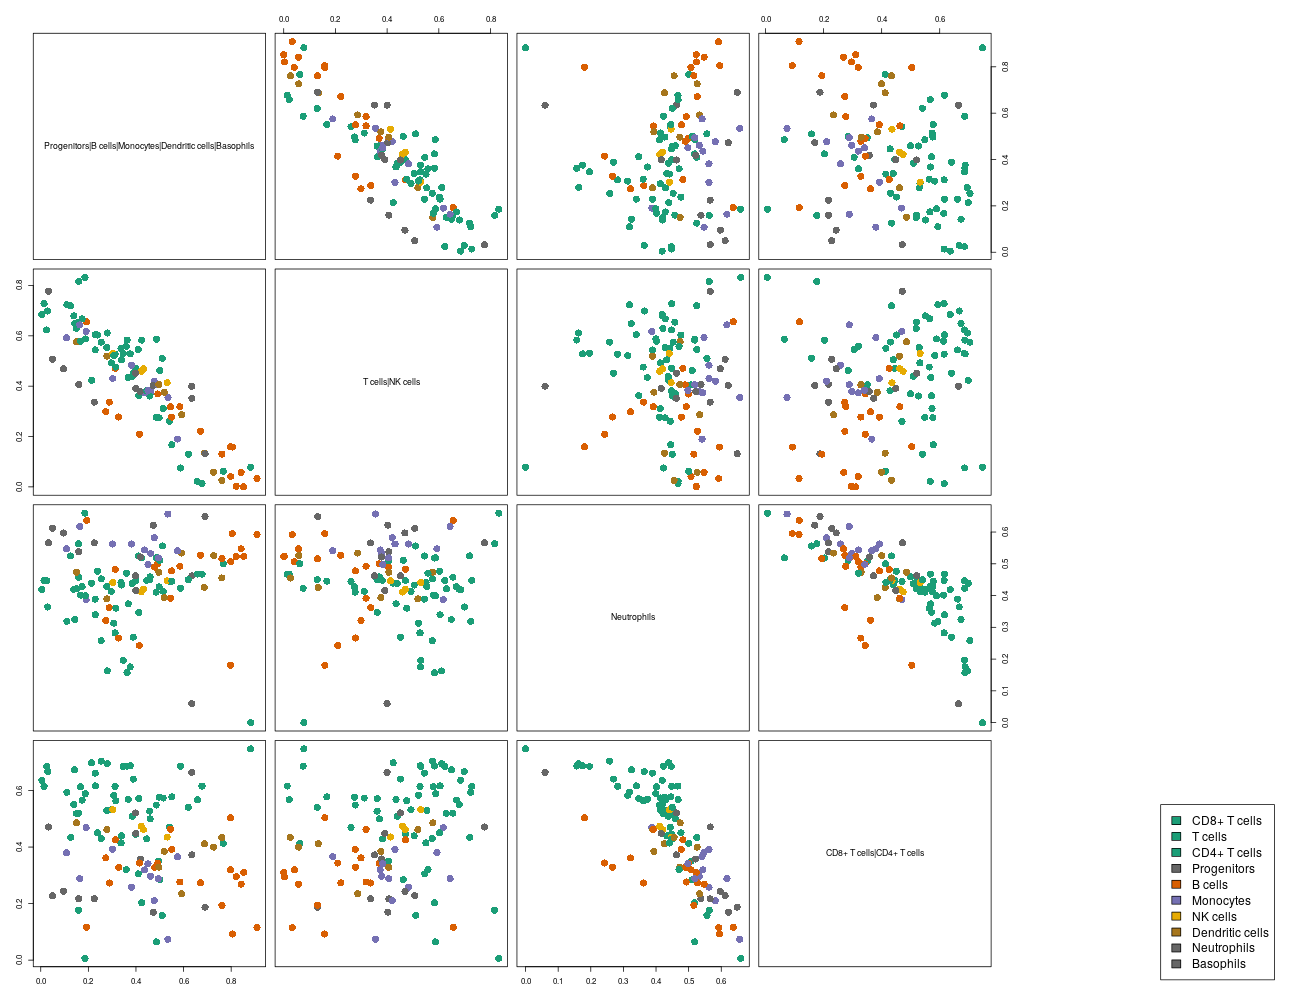 0.0 0.2 0.4 0.6 0.8
0.0 0.2 0.4 0.6
Progenitors|B cells|Monocytes|Dendritic cells|Basophils
0.0 0.2 0.4 0.6 0.8
0.0 0.2 0.4 0.6 0.8
T cells|NK cells
Neutrophils
0.0 0.1 0.2 0.3 0.4 0.5 0.6
0.0 0.2 0.4 0.6
CD8+ T cells|CD4+ T cells
0.0 0.2 0.4 0.6 0.8
0.0 0.1 0.2 0.3 0.4 0.5 0.6
CD8+ T cells
T cells
CD4+ T cells
Progenitors
B cells
Monocytes
NK cells
Dendritic cells
Neutrophils
Basophils